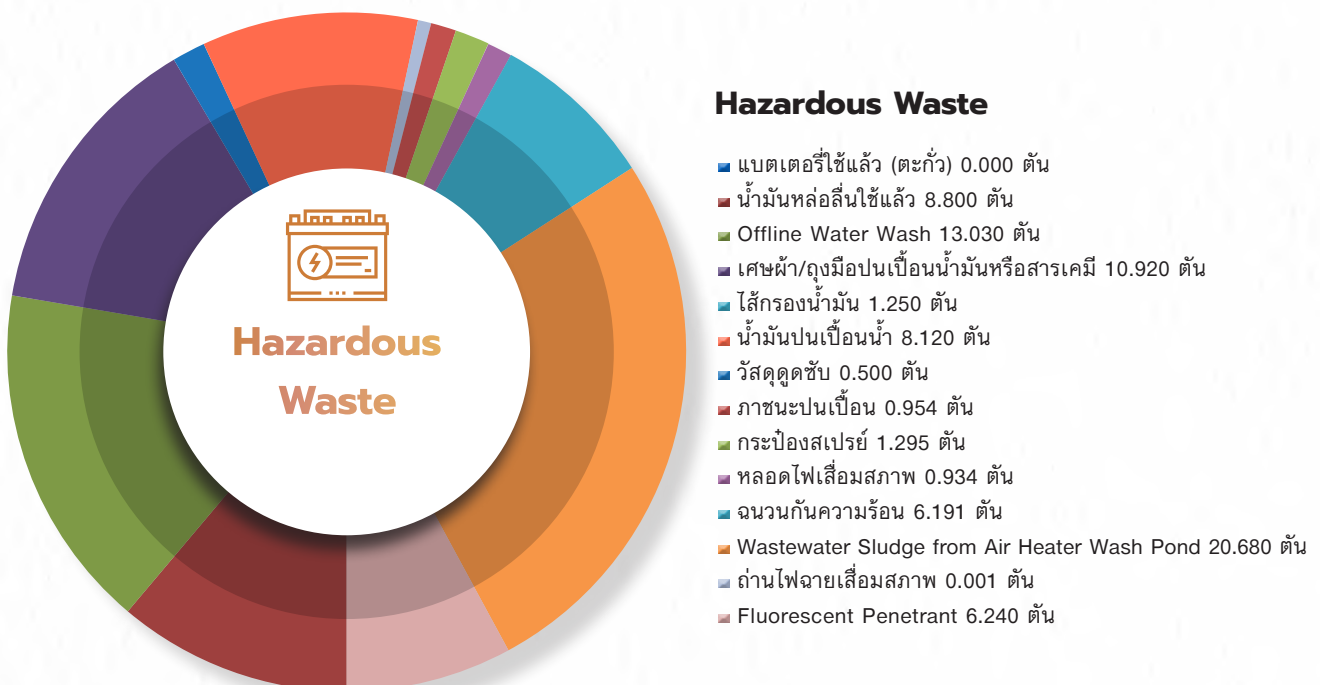 Hazardous
Waste
Hazardous Waste
แบตเตอรี่ใช้แล้ว (ตะกั่ว) 0.000 ตัน
น้ำมันหล่อลื่นใช้แล้ว 8.800 ตัน
Offline Water Wash 13.030 ตัน
เศษผ้า/ถุงมือปนเปื้อนน้ำมันหรือสารเคมี 10.920 ตัน
ไส้กรองน้ำมัน 1.250 ตัน
น้ำมันปนเปื้อนน้ำ 8.120 ตัน
วัสดุดูดซับ 0.500 ตัน
ภาชนะปนเปื้อน 0.954 ตัน
กระป๋องสเปรย์ 1.295 ตัน
หลอดไฟเสื่อมสภาพ 0.934 ตัน
ฉนวนกันความร้อน 6.191 ตัน
Wastewater Sludge from Air Heater Wash Pond 20.680 ตัน
ถ่านไฟฉายเสื่อมสภาพ 0.001 ตัน
Fluorescent Penetrant 6.240 ตัน